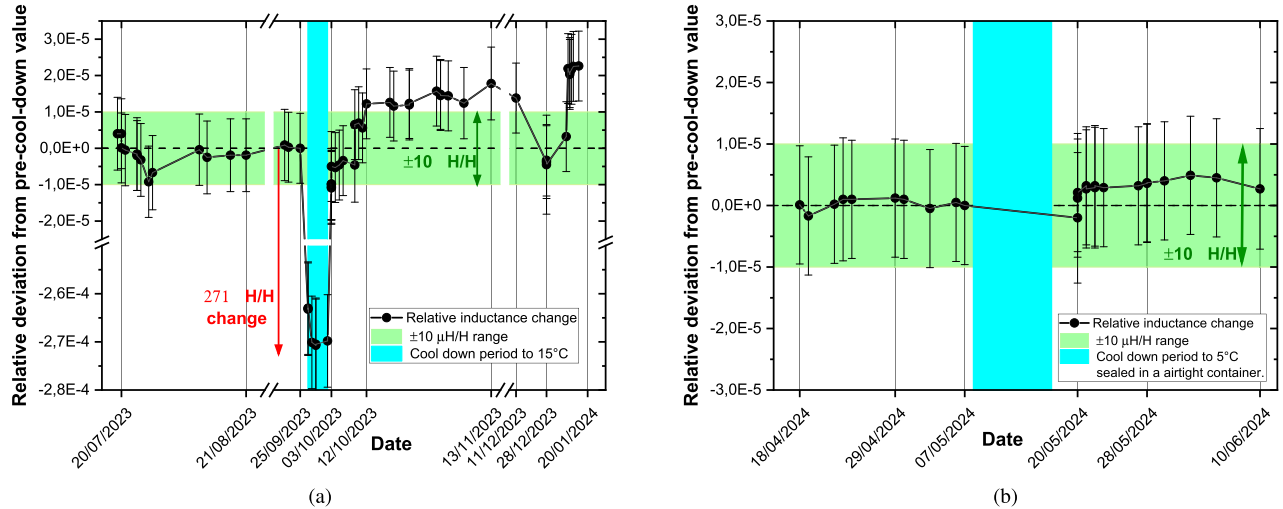 Relative deviation from pre-cool-down value
3,0E-5
2,0E-5
1,0E-5
0,0E+0
-1,0E-5
-2,0E-5
-2,6E-4
-2,7E-4
-2,8E-4
±10 H/H
271 H/H
change
Relative inductance change
±10 μH/H range
Cool down period to 15°C
20/07/2023
21/08/2023
25/09/2023
03/10/2023
12/10/2023
13/11/2023
11/12/2023
28/12/2023
20/01/2024
Date
(a)
Relative deviation from pre-cool-down value
3,0E-5
2,0E-5
1,0E-5
0,0E+0
-1,0E-5
-2,0E-5
-3,0E-5
±10 H/H
Relative inductance change
±10 μH/H range
Cool down period to 5°C
sealed in a airtight container.
18/04/2024
29/04/2024
07/05/2024
20/05/2024
28/05/2024
10/06/2024
Date
(b)